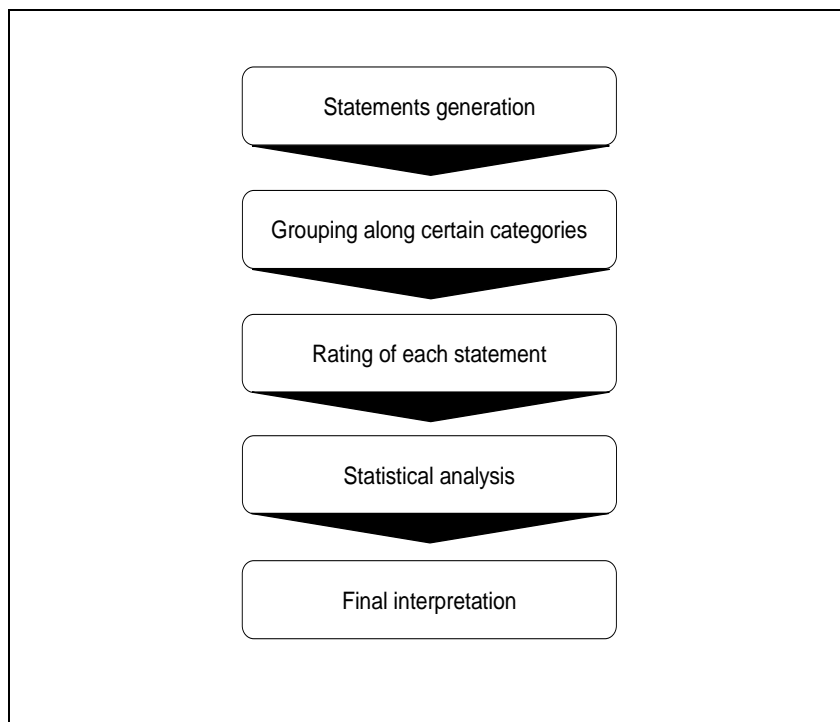 Statements generation
Grouping along certain categories
Rating of each statement
Statistical analysis
Final interpretation